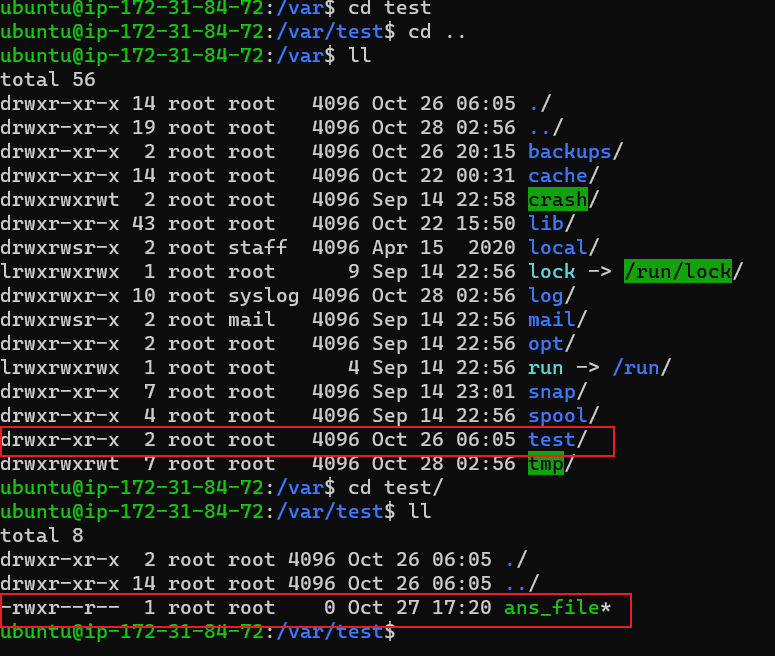 ubuntu@ip-172-31-84-72:/var$ cd test
ubuntu@ip-172-31-84-72:/var/test$ cd ..
ubuntu@ip-172-31-84-72:/var$ ll
total 56
drwxr-xr-x 14 root root   4096 Oct 26 06:05 ./
drwxr-xr-x 19 root root   4096 Oct 28 02:56 ../
drwxr-xr-x  2 root root   4096 Oct 26 20:15 backups/
drwxr-xr-x 14 root root   4096 Oct 22 00:31 cache/
drwxrwxrwt  2 root root   4096 Sep 14 22:58 crash/
drwxr-xr-x 43 root root   4096 Oct 22 15:50 lib/
drwxrwsr-x  2 root staff  4096 Apr 15  2020 local/
lrwxrwxrwx  1 root root      9 Sep 14 22:56 lock -> /run/lock/
drwxrwxr-x 10 root syslog 4096 Oct 28 02:56 log/
drwxrwsr-x  2 root mail   4096 Sep 14 22:56 mail/
drwxr-xr-x  2 root root   4096 Sep 14 22:56 opt/
lrwxrwxrwx  1 root root      4 Sep 14 22:56 run -> /run/
drwxr-xr-x  7 root root   4096 Sep 14 23:01 snap/
drwxr-xr-x  4 root root   4096 Sep 14 22:56 spool/
drwxr-xr-x  2 root root   4096 Oct 26 06:05 test/
drwxrwxrwt  7 root root   4096 Oct 28 02:56 tmp/
ubuntu@ip-172-31-84-72:/var$ cd test/
ubuntu@ip-172-31-84-72:/var/test$ ll
total 8
drwxr-xr-x  2 root root 4096 Oct 26 06:05 ./
drwxr-xr-x 14 root root 4096 Oct 26 06:05 ../
-rwxr--r--  1 root root    0 Oct 27 17:20 ans_file*
ubuntu@ip-172-31-84-72:/var/test$